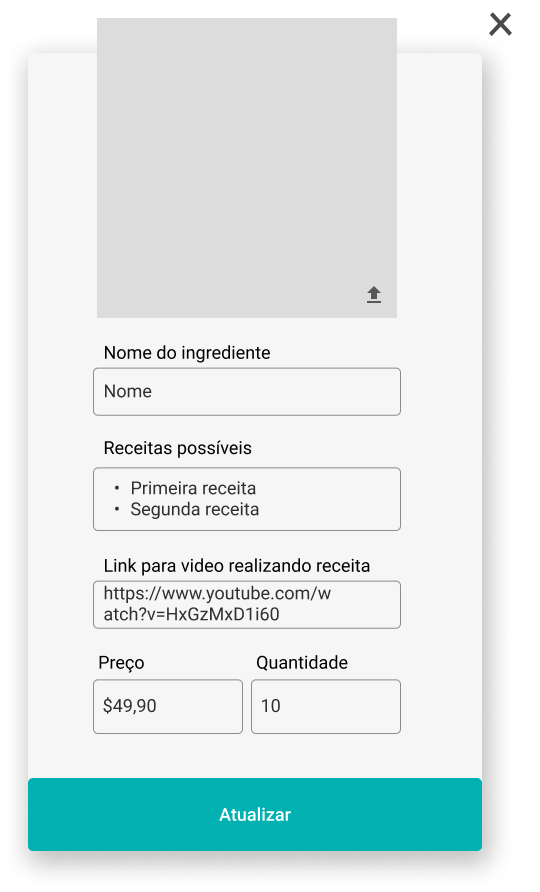 Nome do ingrediente
Nome
Receitas possíveis
• Primeira receita
• Segunda receita
Link para video realizando receita
https://www.youtube.com/w
atch?v=HxGzMxD1i60
Preço Quantidade
$49,90 10
Atualizar